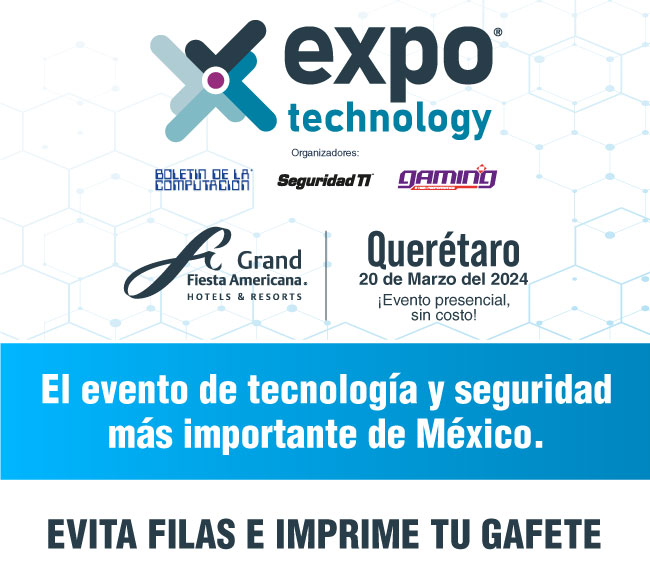 expo®
technology
Organizadores:
BOLETIN DE LA
COMPUTACION
Seguridad TI
gaming
Grand
Fiesta Americana.
HOTELS & RESORTS
Querétaro
20 de Marzo del 2024
¡Evento presencial,
sin costo!
El evento de tecnología y seguridad
más importante de México.
EVITA FILAS E IMPRIME TU GAFETE